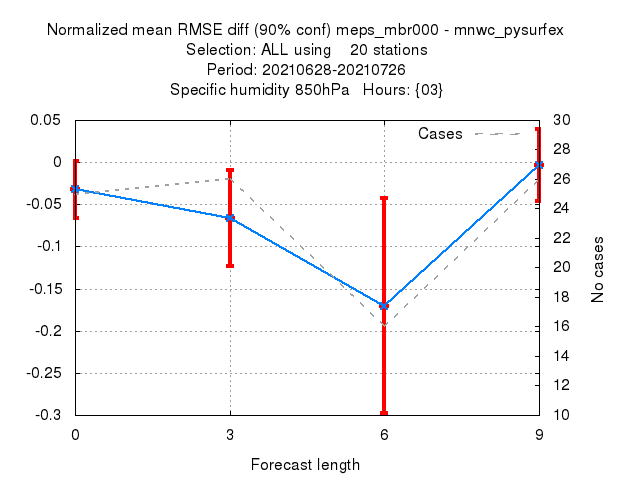 Normalized mean RMSE diff (90% conf) meps_mbr000 - mnwc_pysurfex
Selection: ALL using    20 stations
Period: 20210628-20210726
Specific humidity 850hPa   Hours: {03}
Cases
0.05
0
-0.05
-0.1
-0.15
-0.2
-0.25
-0.3
30
28
26
24
22
20
18
16
14
12
10
No cases
0 3 6 9
Forecast length